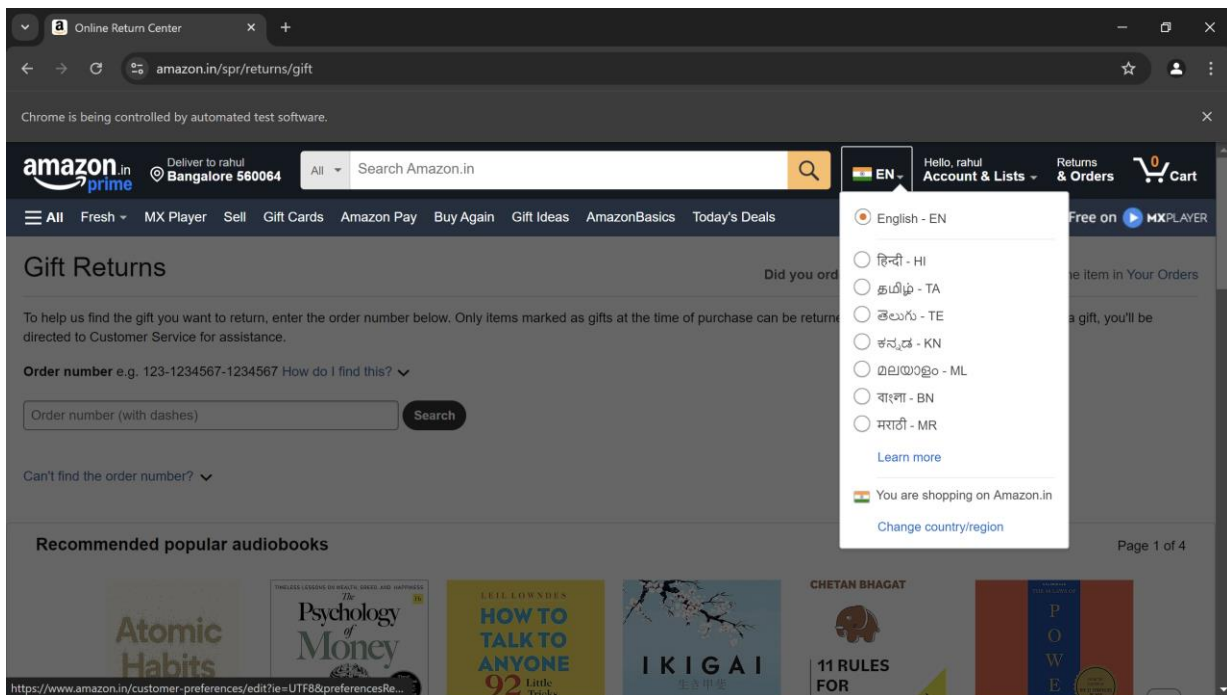 Online Return Center
amazon.in/spr/returns/gift
Chrome is being controlled by automated test software.
amazon.in
prime
Deliver to rahul
Bangalore 560064
All
Search Amazon.in
EN
Hello, rahul
Account & Lists
Returns
& Orders
0
Cart
All Fresh MX Player Sell Gift Cards Amazon Pay Buy Again Gift Ideas AmazonBasics Today's Deals
Free on MXPLAYER
English - EN
हिन्दी - HI
தமிழ் - TA
తెలుగు - TE
ಕನ್ನಡ - KN
മലയാളം - ML
বাংলা - BN
मराठी - MR
Learn more
You are shopping on Amazon.in
Change country/region
Gift Returns
Did you ord
e item in Your Orders
To help us find the gift you want to return, enter the order number below. Only items marked as gifts at the time of purchase can be returne
a gift, you'll be
directed to Customer Service for assistance.
Order number e.g. 123-1234567-1234567 How do I find this?
Order number (with dashes)
Search
Can't find the order number?
Recommended popular audiobooks
Page 1 of 4
Atomic
Habits
The
Psychology
of
Money
LEIL LOWNDES
HOW TO
TALK TO
ANYONE
92 Little
Tricks
IKIGAI
CHETAN BHAGAT
11 RULES
FOR
P
O
W
E
https://www.amazon.in/customer-preferences/edit?ie=UTF8&preferencesRe...